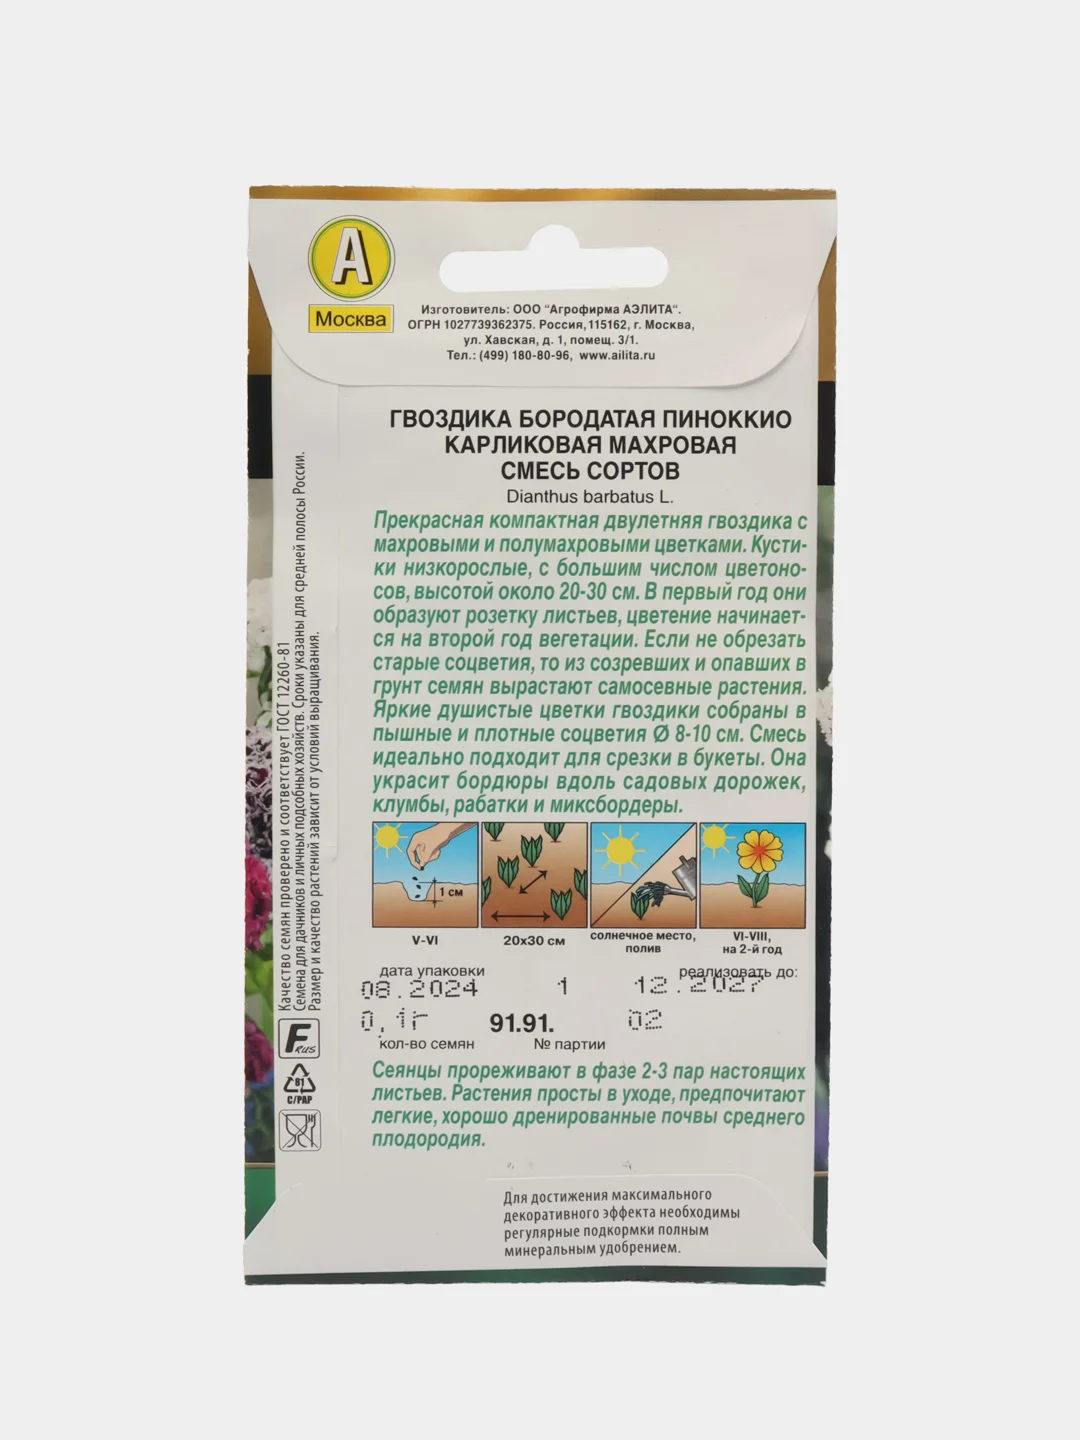 А
Москва
Изготовитель: ООО "Агрофирма АЭЛИТА".
ОГРН 1027739362375. Россия, 115162, г. Москва,
ул. Хавская, д. 1, помещ. 3/1.
Тел.: (499) 180-80-96, www.ailita.ru
ГВОЗДИКА БОРОДАТАЯ ПИНОККИО
КАРЛИКОВАЯ МАХРОВАЯ
СМЕСЬ СОРТОВ
Dianthus barbatus L.
Прекрасная компактная двулетняя гвоздика с
махровыми и полумахровыми цветками. Кусти-
ки низкорослые, с большим числом цветоно-
сов, высотой около 20-30 см. В первый год они
образуют розетку листьев, цветение начинает-
ся на второй год вегетации. Если не обрезать
старые соцветия, то из созревших и опавших в
грунт семян вырастают самосевные растения.
Яркие душистые цветки гвоздики собраны в
пышные и плотные соцветия Ø 8-10 см. Смесь
идеально подходит для срезки в букеты. Она
украсит бордюры вдоль садовых дорожек,
клумбы, рабатки и миксбордеры.
1 см
V-VI
20х30 см
солнечное место,
полив
VI-VIII,
на 2-й год
дата упаковки
реализовать до:
08.2024 1 12.2027
0,1г 91.91. 02
кол-во семян № партии
Сеянцы прореживают в фазе 2-3 пар настоящих
листьев. Растения просты в уходе, предпочитают
легкие, хорошо дренированные почвы среднего
плодородия.
Для достижения максимального
декоративного эффекта необходимы
регулярные подкормки полным
минеральным удобрением.
Качество семян проверено и соответствует ГОСТ 12260-81
Семена для дачников и личных подсобных хозяйств. Сроки указаны для средней полосы России.
Размер и качество растений зависит от условий выращивания.
F RUS
81
C/PAP